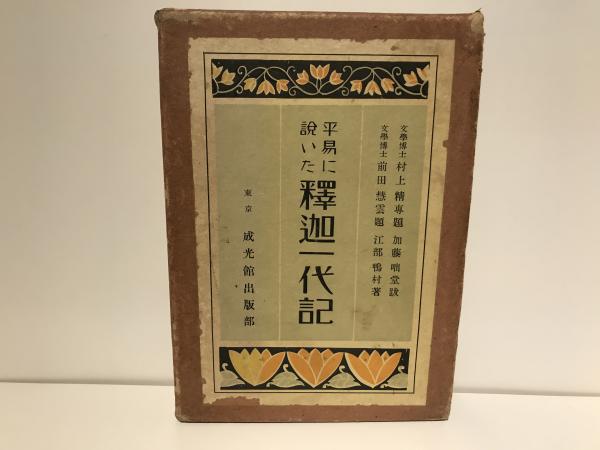 文學博士 村上 精專題 加藤 咄堂跋
文學博士 前田 慧雲題 江部 鴨村著
平易に
說いた
釋迦一代記
東京 成光館出版部